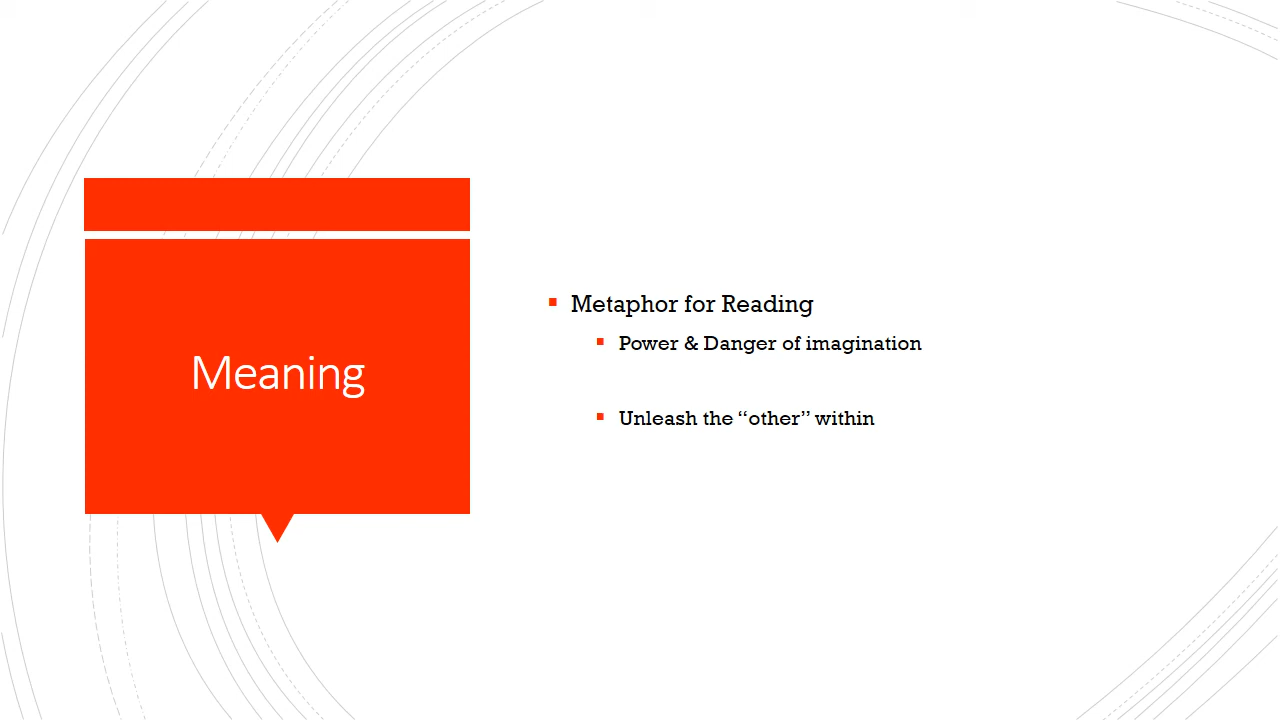 Meaning
Metaphor for Reading
Power & Danger of imagination
Unleash the “other” within